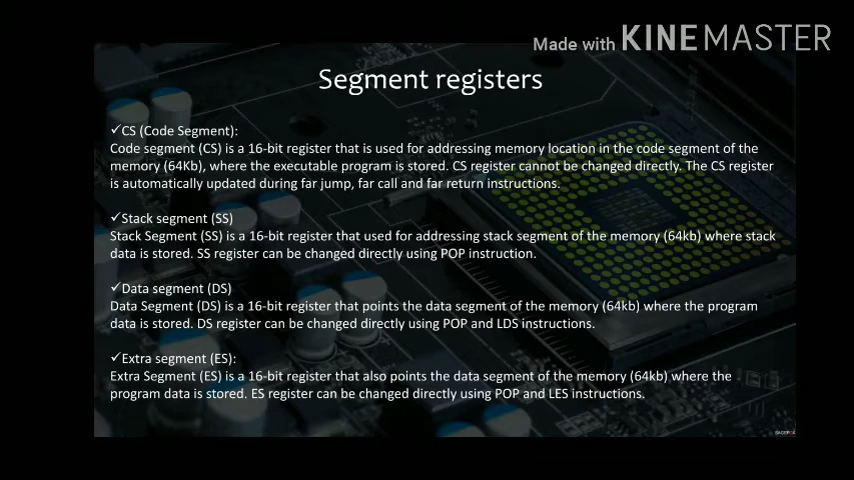 Made with KINEMASTER
Segment registers
✓CS (Code Segment):
Code segment (CS) is a 16-bit register that is used for addressing memory location in the code segment of the
memory (64Kb), where the executable program is stored. CS register cannot be changed directly. The CS register
is automatically updated during far jump, far call and far return instructions.
✓Stack segment (SS)
Stack Segment (SS) is a 16-bit register that used for addressing stack segment of the memory (64kb) where stack
data is stored. SS register can be changed directly using POP instruction.
✓Data segment (DS)
Data Segment (DS) is a 16-bit register that points the data segment of the memory (64kb) where the program
data is stored. DS register can be changed directly using POP and LDS instructions.
✓Extra segment (ES):
Extra Segment (ES) is a 16-bit register that also points the data segment of the memory (64kb) where the
program data is stored. ES register can be changed directly using POP and LES instructions.